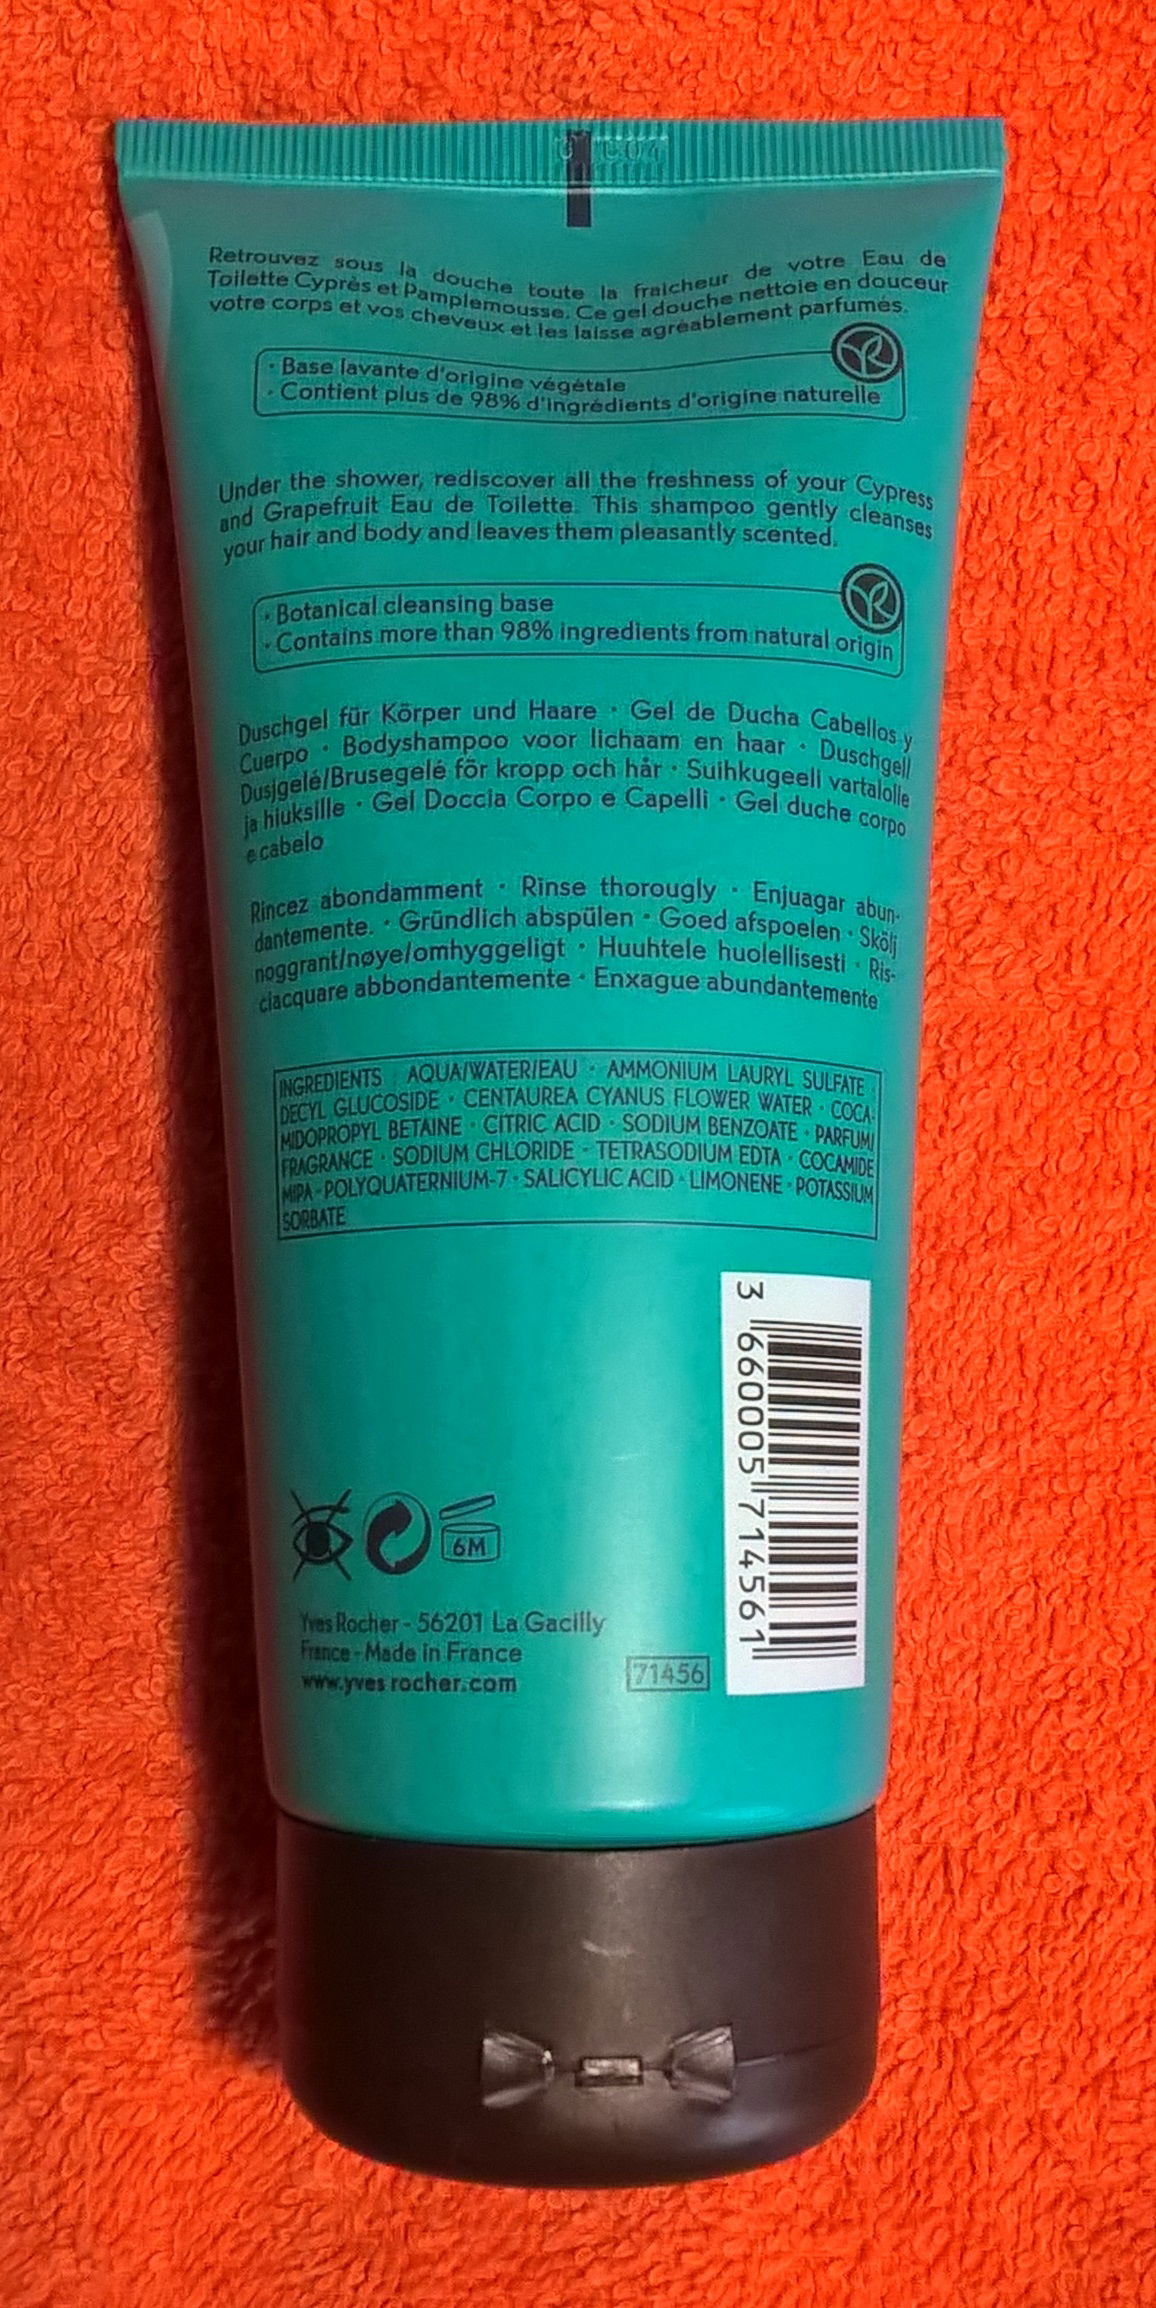 Retrouvez sous la douche toute la fraicheur de votre Eau de
Toilette Cyprès et Pamplemousse. Ce gel douche nettoie en douceur
votre corps et vos cheveux et les laisse agréablement parfumés.
· Base lavante d'origine végétale
· Contient plus de 98% d'ingrédients d'origine naturelle
Under the shower, rediscover all the freshness of your Cypress
and Grapefruit Eau de Toilette. This shampoo gently cleanses
your hair and body and leaves them pleasantly scented.
· Botanical cleansing base
· Contains more than 98% ingredients from natural origin
Duschgel für Körper und Haare · Gel de Ducha Cabellos y
Cuerpo · Bodyshampoo voor lichaam en haar · Duschgell
Dusjgelé/Brusegelé för kropp och hår · Suihkugeeli vartalolle
ja hiuksille · Gel Doccia Corpo e Capelli · Gel duche corpo
e cabelo
Rincez abondamment · Rinse thorougly · Enjuagar abun-
dantemente. · Gründlich abspülen · Goed afspoelen · Skölj
noggrant/nøye/omhyggeligt · Huuhtele huolellisesti · Ris-
ciacquare abbondantemente · Enxague abundantemente
INGREDIENTS AQUA/WATER/EAU · AMMONIUM LAURYL SULFATE ·
DECYL GLUCOSIDE · CENTAUREA CYANUS FLOWER WATER · COCA-
MIDOPROPYL BETAINE · CITRIC ACID · SODIUM BENZOATE · PARFUM/
FRAGRANCE · SODIUM CHLORIDE · TETRASODIUM EDTA · COCAMIDE
MIPA · POLYQUATERNIUM-7 · SALICYLIC ACID · LIMONENE · POTASSIUM
SORBATE
3 660005 714561
6M
Yves Rocher - 56201 La Gacilly
France - Made in France
www.yves rocher.com
71456